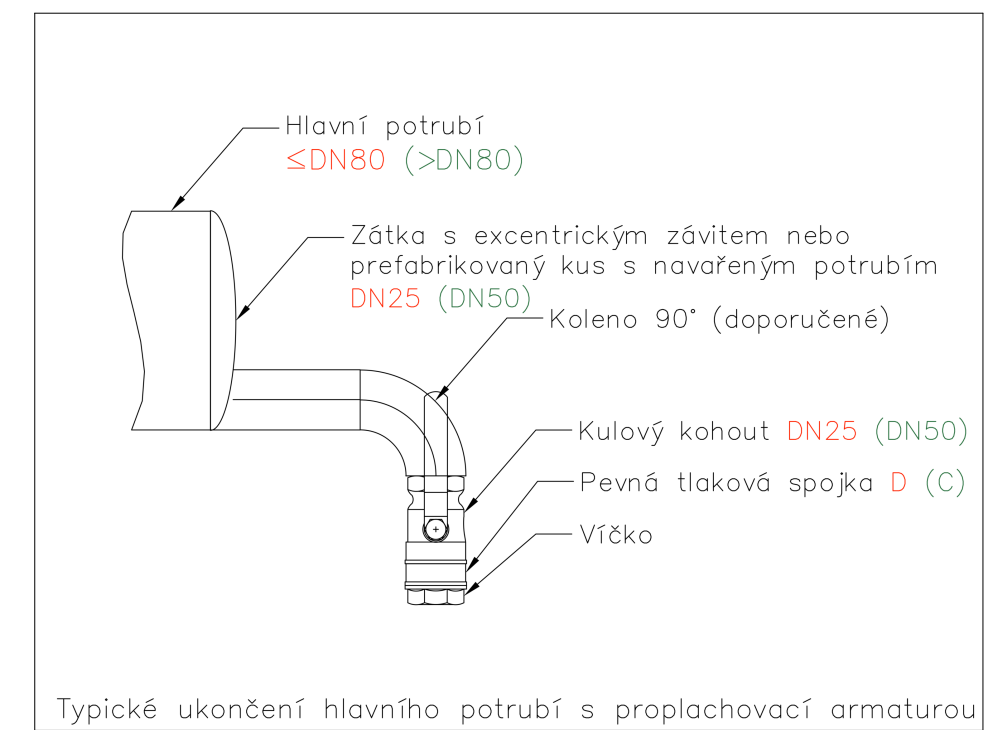 Hlavní potrubí
≤DN80 (>DN80)
Zátka s excentrickým závitem nebo
prefabrikovaný kus s navařeným potrubím
DN25 (DN50)
Koleno 90° (doporučené)
Kulový kohout DN25 (DN50)
Pevná tlaková spojka D (C)
Víčko
Typické ukončení hlavního potrubí s proplachovací armaturou